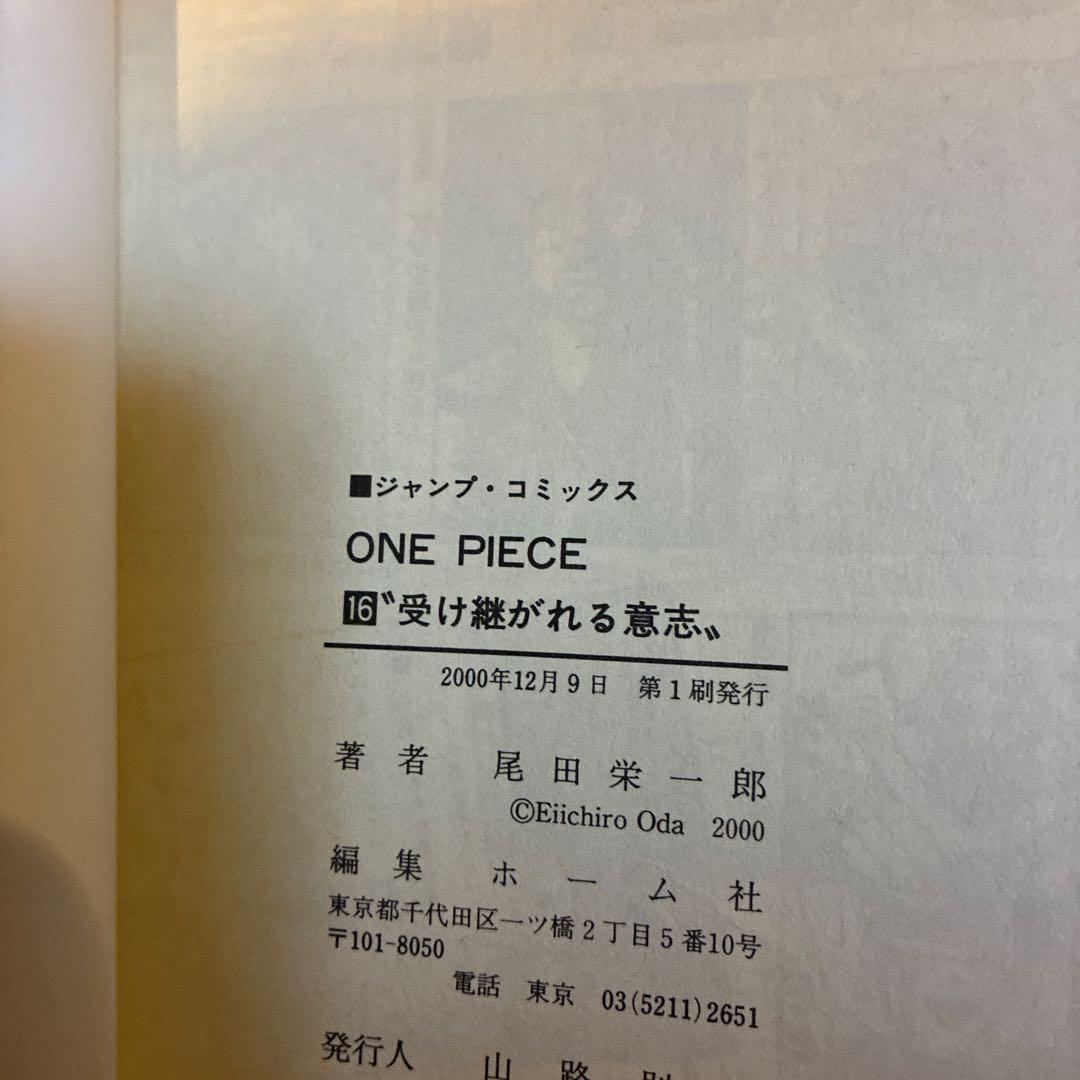 ■ジャンプ・コミックス
ONE PIECE
16〝受け継がれる意志〟
2000年12月9日 第1刷発行
著者 尾田栄一郎
©Eiichiro Oda 2000
編集 ホーム社
東京都千代田区一ツ橋2丁目5番10号
〒101-8050
電話 東京 03(5211)2651
発行人 山路